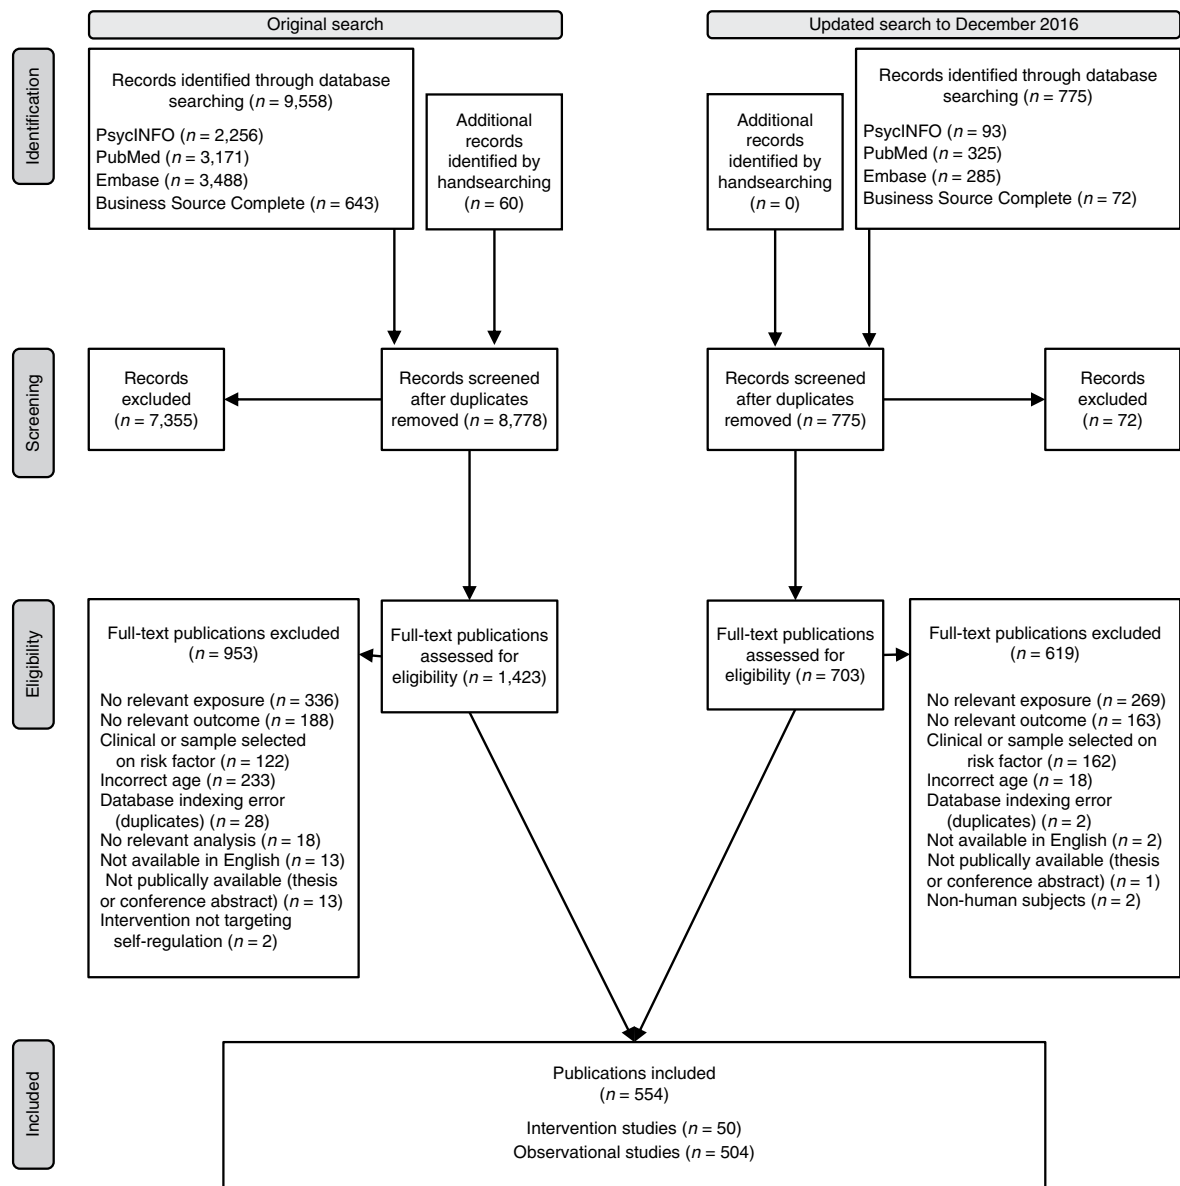 Original search
Updated search to December 2016
Identification
Records identified through database
searching (n = 9,558)
PsycINFO (n = 2,256)
PubMed (n = 3,171)
Embase (n = 3,488)
Business Source Complete (n = 643)
Additional
records
identified by
handsearching
(n = 60)
Additional
records
identified by
handsearching
(n = 0)
Records identified through database
searching (n = 775)
PsycINFO (n = 93)
PubMed (n = 325)
Embase (n = 285)
Business Source Complete (n = 72)
Screening
Records
excluded
(n = 7,355)
Records screened
after duplicates
removed (n = 8,778)
Records screened
after duplicates
removed (n = 775)
Records
excluded
(n = 72)
Eligibility
Full-text publications excluded
(n = 953)
No relevant exposure (n = 336)
No relevant outcome (n = 188)
Clinical or sample selected
on risk factor (n = 122)
Incorrect age (n = 233)
Database indexing error
(duplicates) (n = 28)
No relevant analysis (n = 18)
Not available in English (n = 13)
Not publically available (thesis
or conference abstract) (n = 13)
Intervention not targeting
self-regulation (n = 2)
Full-text publications
assessed for
eligibility (n = 1,423)
Full-text publications
assessed for
eligibility (n = 703)
Full-text publications excluded
(n = 619)
No relevant exposure (n = 269)
No relevant outcome (n = 163)
Clinical or sample selected on
risk factor (n = 162)
Incorrect age (n = 18)
Database indexing error
(duplicates) (n = 2)
Not available in English (n = 2)
Not publically available (thesis
or conference abstract) (n = 1)
Non-human subjects (n = 2)
Included
Publications included
(n = 554)
Intervention studies (n = 50)
Observational studies (n = 504)